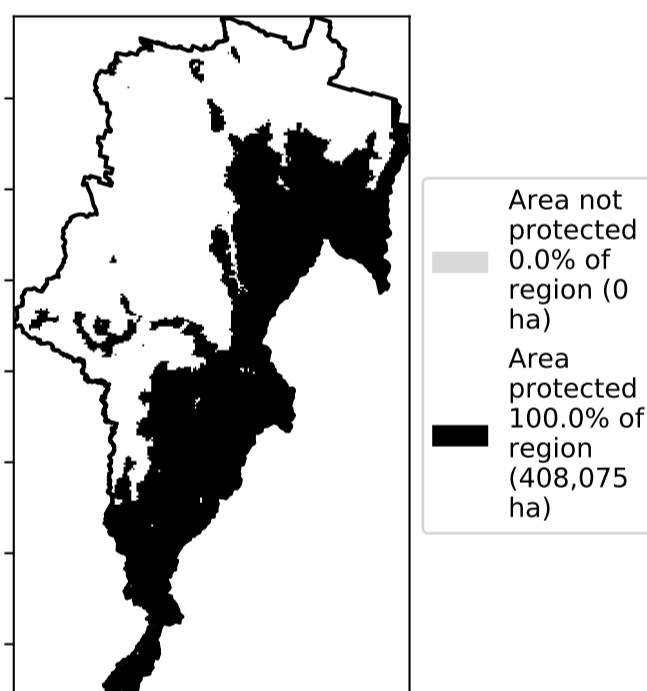 Area not
protected
0.0% of
region (0
ha)
Area
protected
100.0% of
region
(408,075
ha)